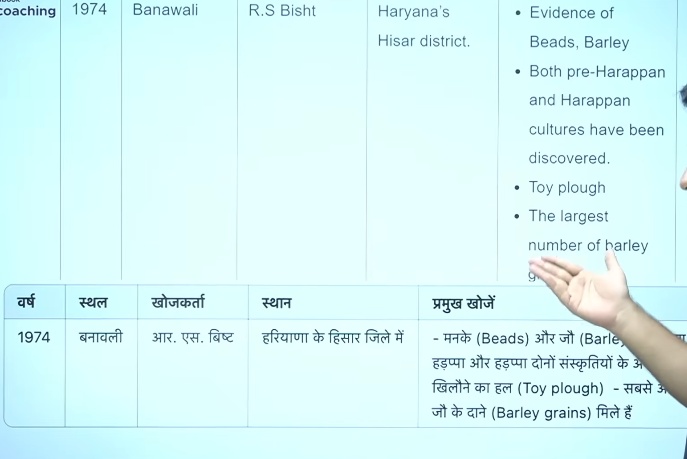 coaching
1974 Banawali R.S Bisht Haryana's
Hisar district.
• Evidence of
Beads, Barley
• Both pre-Harappan
and Harappan
cultures have been
discovered.
• Toy plough
• The largest
number of barley
वर्ष स्थल खोजकर्ता स्थान प्रमुख खोजें
1974 बनावली आर. एस. बिष्ट हरियाणा के हिसार जिले में - मनके (Beads) और जौ
हड़प्पा और हड़प्पा दोनों संस्कृतियों के
खिलौने का हल (Toy plough) - सबसे
जौ के दाने (Barley grains) मिले हैं